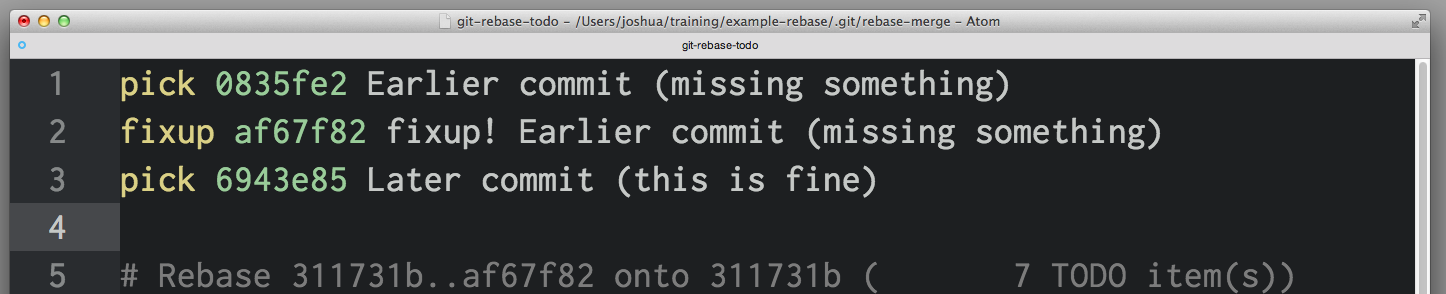 git-rebase-todo – /Users/joshua/training/example-rebase/.git/rebase-merge – Atom
git-rebase-todo
1 pick 0835fe2 Earlier commit (missing something)
2 fixup af67f82 fixup! Earlier commit (missing something)
3 pick 6943e85 Later commit (this is fine)
4
5 # Rebase 311731b..af67f82 onto 311731b (       7 TODO item(s))